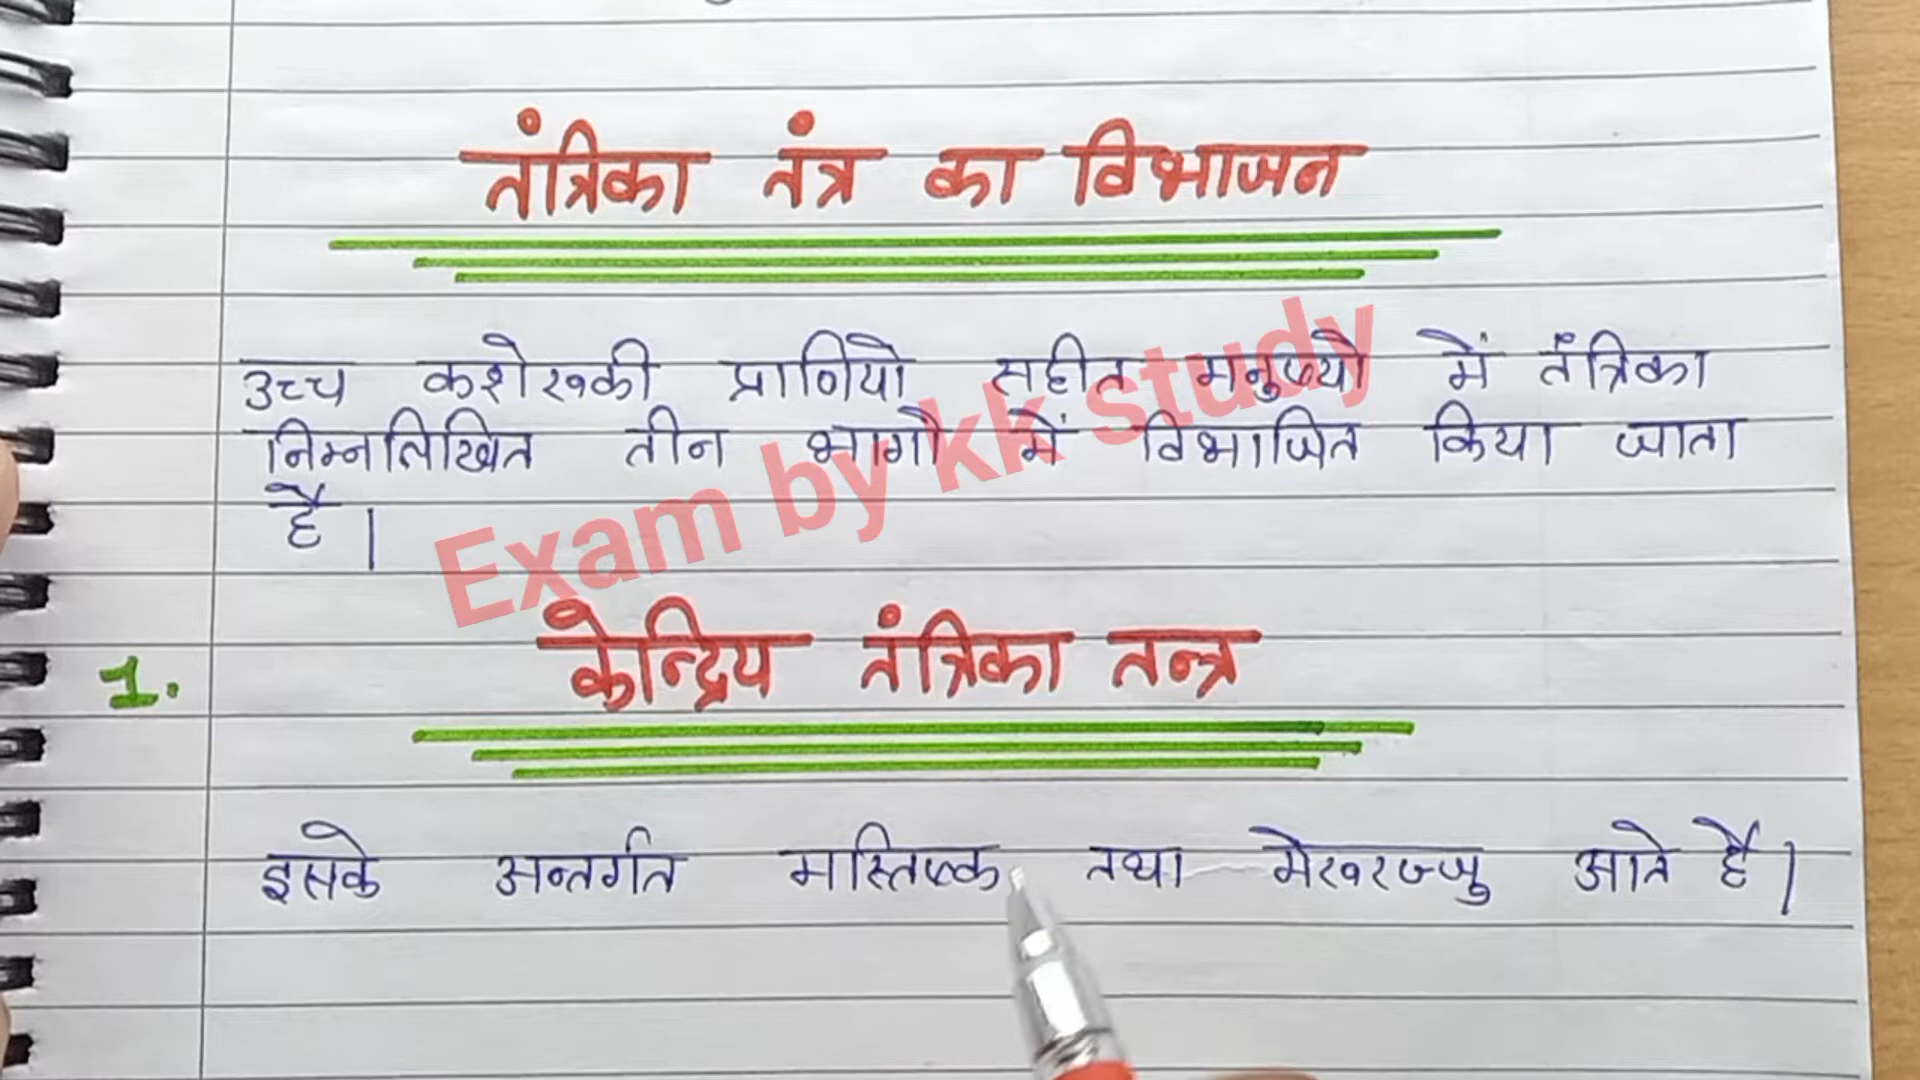 तंत्रिका तंत्र का विभाजन
उच्च कशेरूकी प्राणियो सहीत मनुष्यो में तंत्रिका
निम्नलिखित तीन भागो में विभाजित किया जाता
है |
Exam by kk study
1. केन्द्रिय तंत्रिका तन्त्र
इसके अन्तर्गत मस्तिष्क तथा मेरूरज्जु आते है |